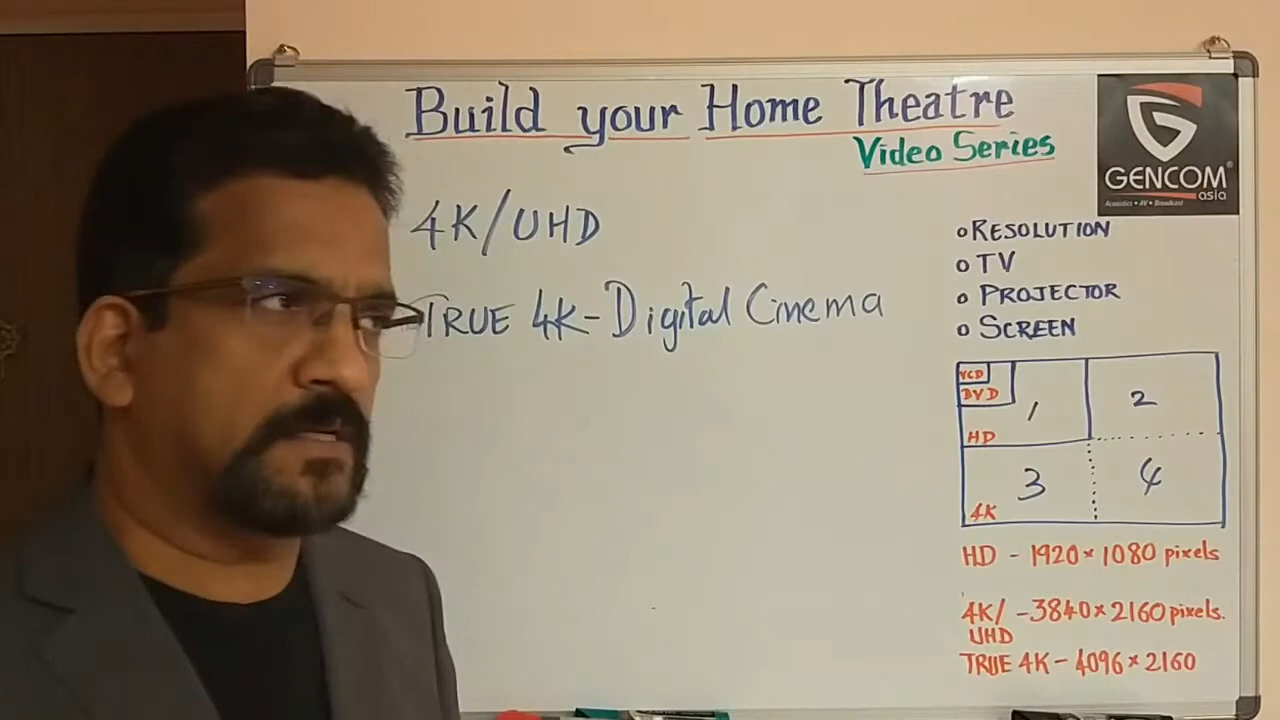 Build your Home Theatre
Video Series
GENCOM
asia
Acoustics • AV • Broadcast
4K/UHD
TRUE 4K-Digital Cinema
o RESOLUTION
o TV
o PROJECTOR
o SCREEN
VCD
DVD
1
2
HD
3
4
4K
HD - 1920 × 1080 pixels
4K/ - 3840 × 2160 pixels.
UHD
TRUE 4K - 4096 × 2160